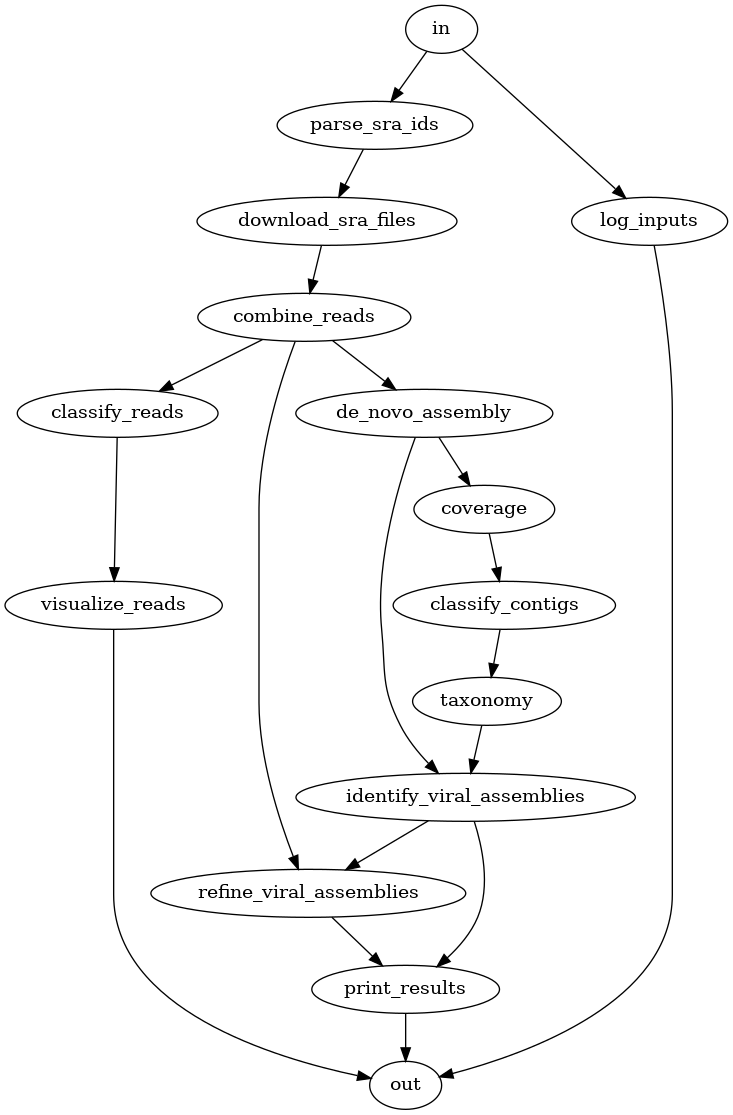 in
parse_sra_ids
download_sra_files
log_inputs
combine_reads
classify_reads
de_novo_assembly
coverage
visualize_reads
classify_contigs
taxonomy
identify_viral_assemblies
refine_viral_assemblies
print_results
out